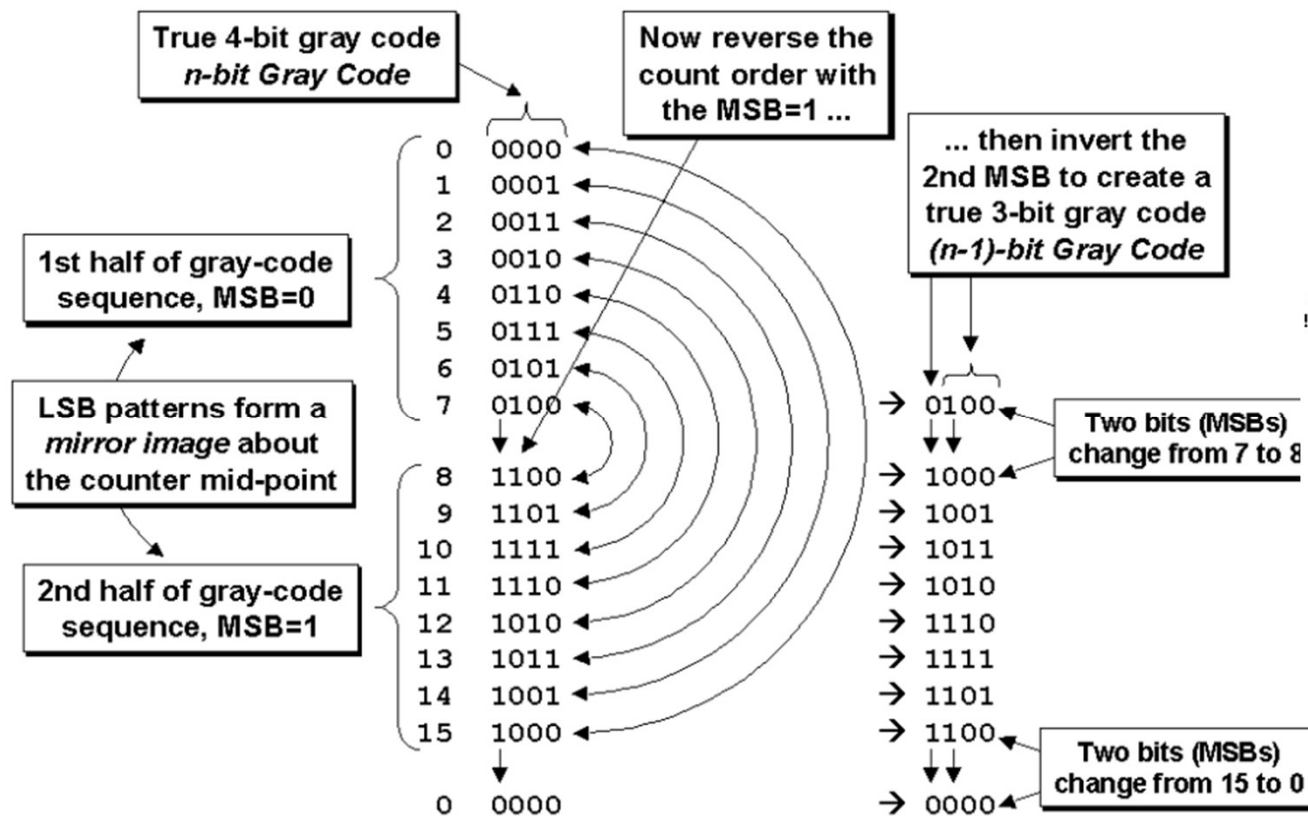 True 4-bit gray code
n-bit Gray Code
Now reverse the
count order with
the MSB=1 ...
... then invert the
2nd MSB to create a
true 3-bit gray code
(n-1)-bit Gray Code
1st half of gray-code
sequence, MSB=0
LSB patterns form a
mirror image about
the counter mid-point
2nd half of gray-code
sequence, MSB=1
0 0000
1 0001
2 0011
3 0010
4 0110
5 0111
6 0101
7 0100 → 0100
8 1100 → 1000
9 1101 → 1001
10 1111 → 1011
11 1110 → 1010
12 1010 → 1110
13 1011 → 1111
14 1001 → 1101
15 1000 → 1100
0 0000 → 0000
Two bits (MSBs)
change from 7 to 8
Two bits (MSBs)
change from 15 to 0
!